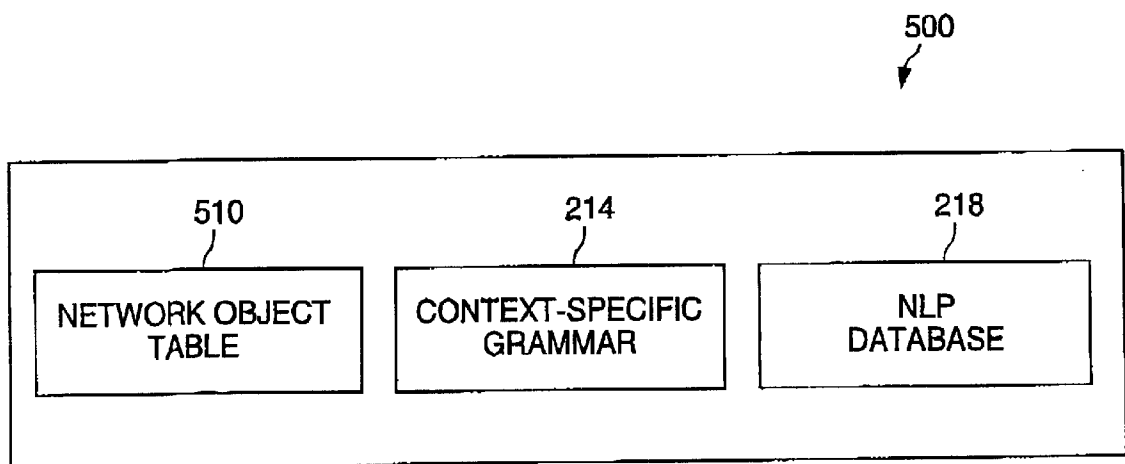 500
510
214
218
NETWORK OBJECT
TABLE
CONTEXT-SPECIFIC
GRAMMAR
NLP
DATABASE